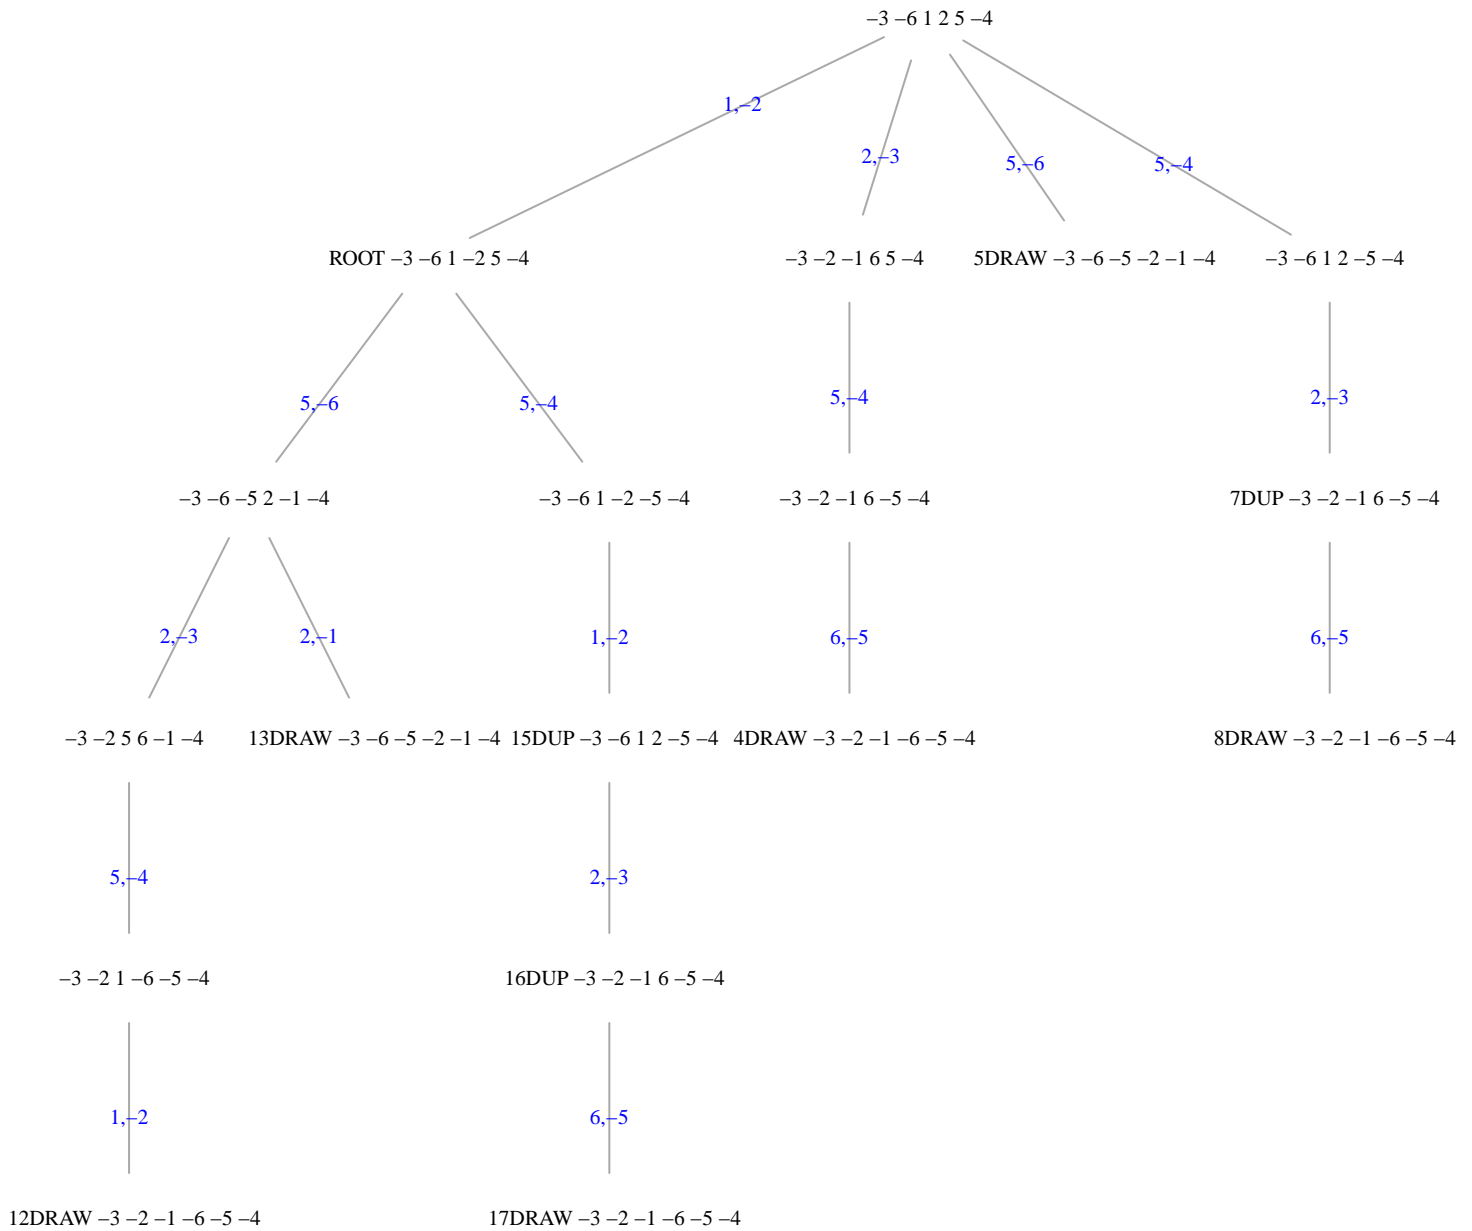 −3 −6 1 2 5 −4
1,−2
2,−3
5,−6
5,−4
ROOT −3 −6 1 −2 5 −4
−3 −2 −1 6 5 −4
5DRAW −3 −6 −5 −2 −1 −4
−3 −6 1 2 −5 −4
5,−6
5,−4
5,−4
2,−3
−3 −6 −5 2 −1 −4
−3 −6 1 −2 −5 −4
−3 −2 −1 6 −5 −4
7DUP −3 −2 −1 6 −5 −4
2,−3
2,−1
1,−2
6,−5
6,−5
−3 −2 5 6 −1 −4
13DRAW −3 −6 −5 −2 −1 −4
15DUP −3 −6 1 2 −5 −4
4DRAW −3 −2 −1 −6 −5 −4
8DRAW −3 −2 −1 −6 −5 −4
5,−4
2,−3
−3 −2 1 −6 −5 −4
16DUP −3 −2 −1 6 −5 −4
1,−2
6,−5
12DRAW −3 −2 −1 −6 −5 −4
17DRAW −3 −2 −1 −6 −5 −4